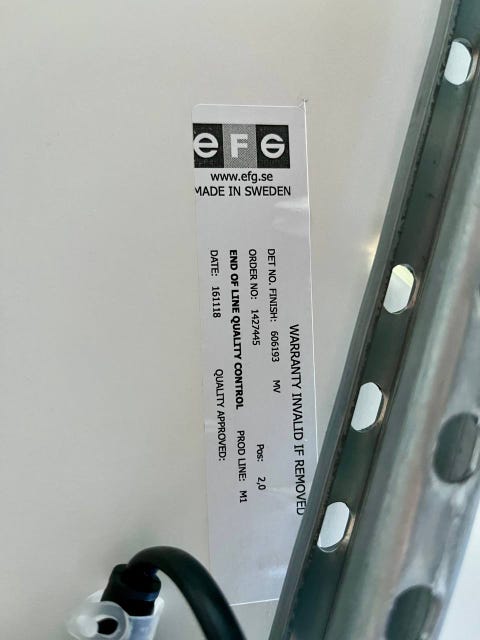 eFG
www.efg.se
MADE IN SWEDEN
WARRANTY INVALID IF REMOVED
DET NO. FINISH: 606193 MV
ORDER NO: 1427445 Pos: 2,0
END OF LINE QUALITY CONTROL PROD LINE: M1
DATE: 161118 QUALITY APPROVED: